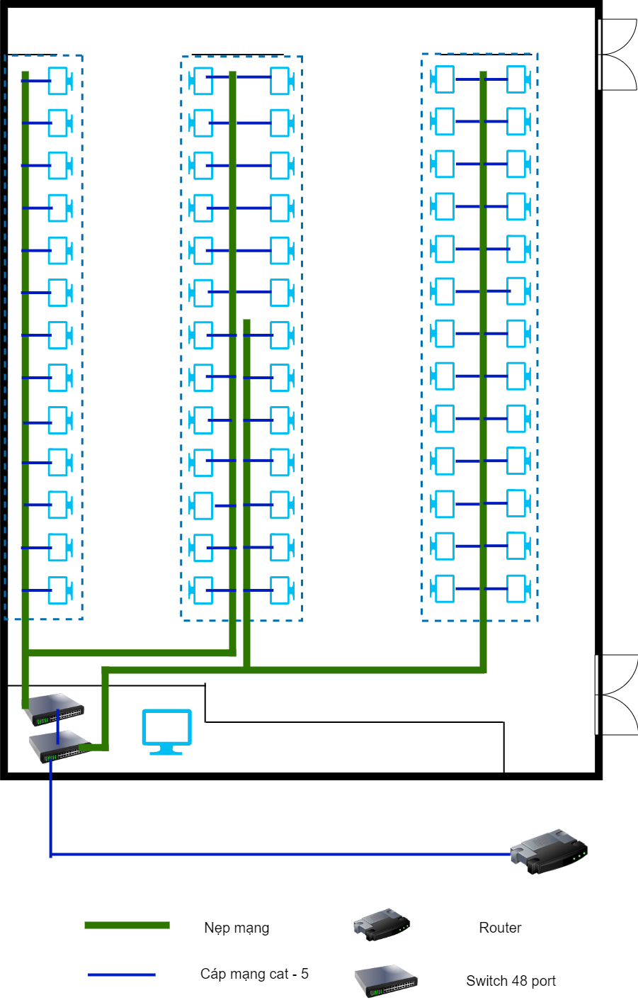 Nẹp mạng
Router
Cáp mạng cat - 5
Switch 48 port